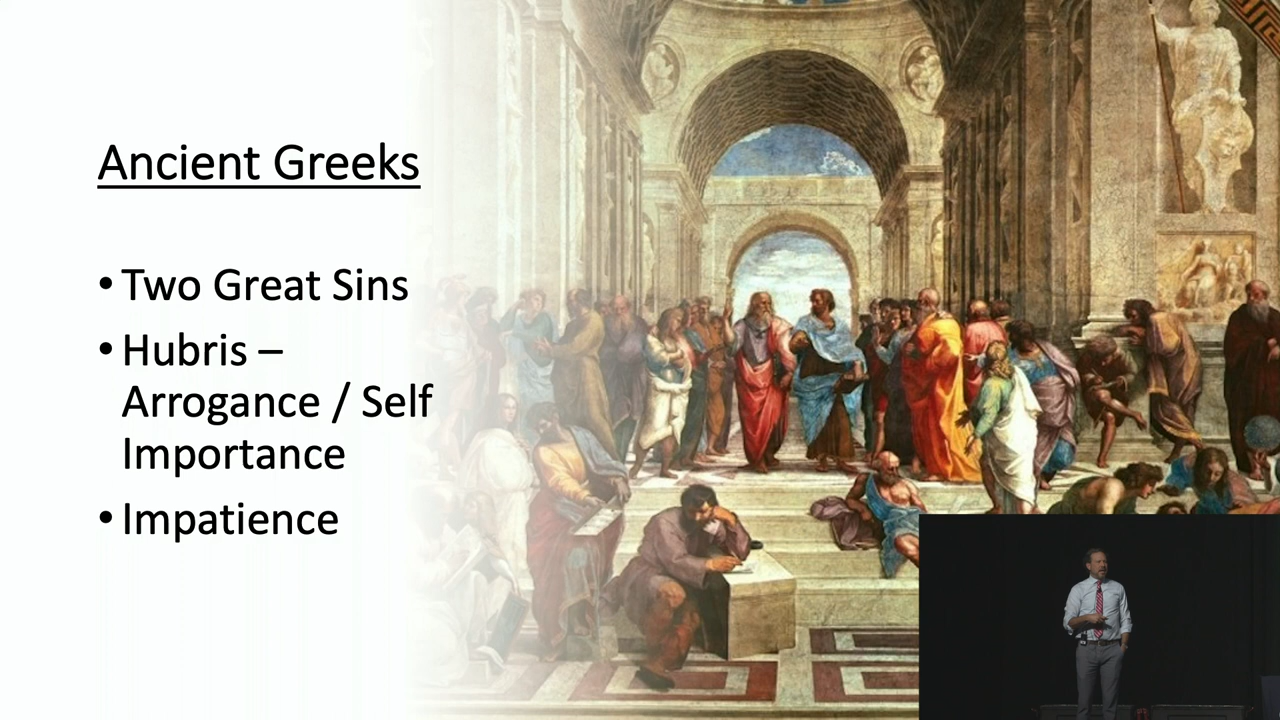 Ancient Greeks
• Two Great Sins
• Hubris –
Arrogance / Self
Importance
• Impatience